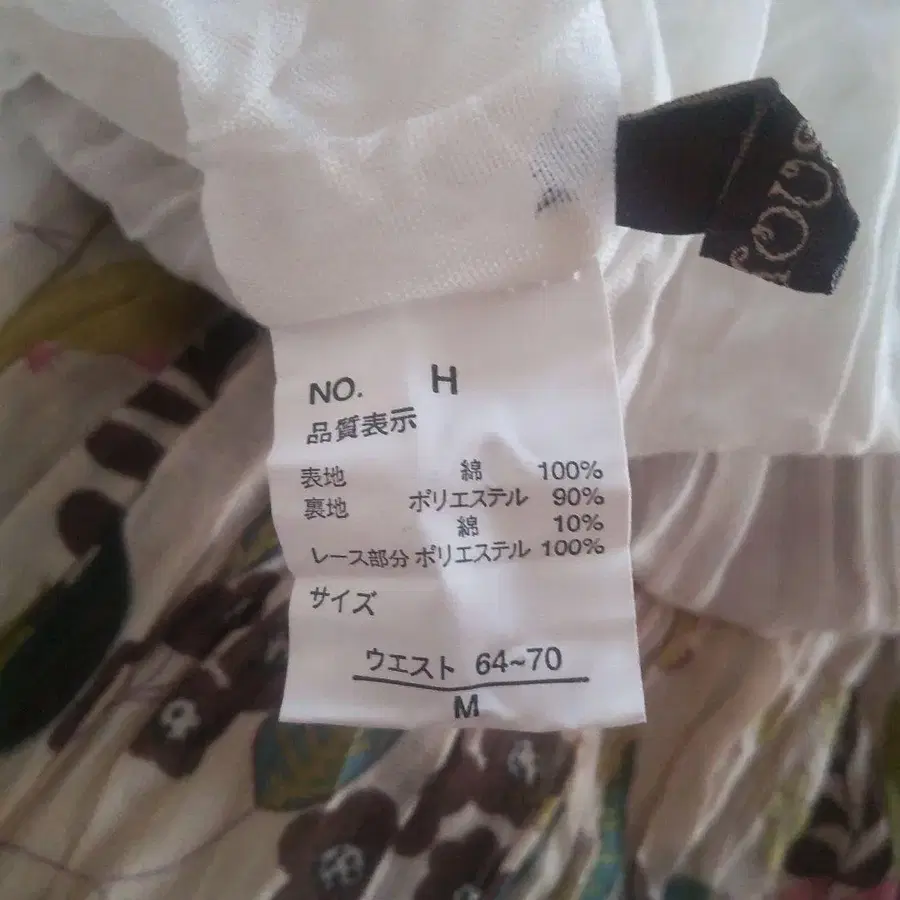 NO. H
品質表示
表地 綿 100%
裏地 ポリエステル 90%
綿 10%
レース部分 ポリエステル 100%
サイズ
ウエスト 64~70
M